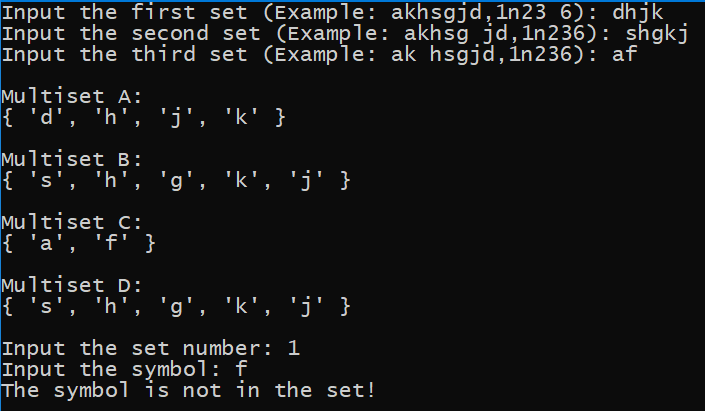 Input the first set (Example: akhsgjd,1n23 6): dhjk
Input the second set (Example: akhsg jd,1n236): shgkj
Input the third set (Example: ak hsgjd,1n236): af
Multiset A:
{ 'd', 'h', 'j', 'k' }
Multiset B:
{ 's', 'h', 'g', 'k', 'j' }
Multiset C:
{ 'a', 'f' }
Multiset D:
{ 's', 'h', 'g', 'k', 'j' }
Input the set number: 1
Input the symbol: f
The symbol is not in the set!